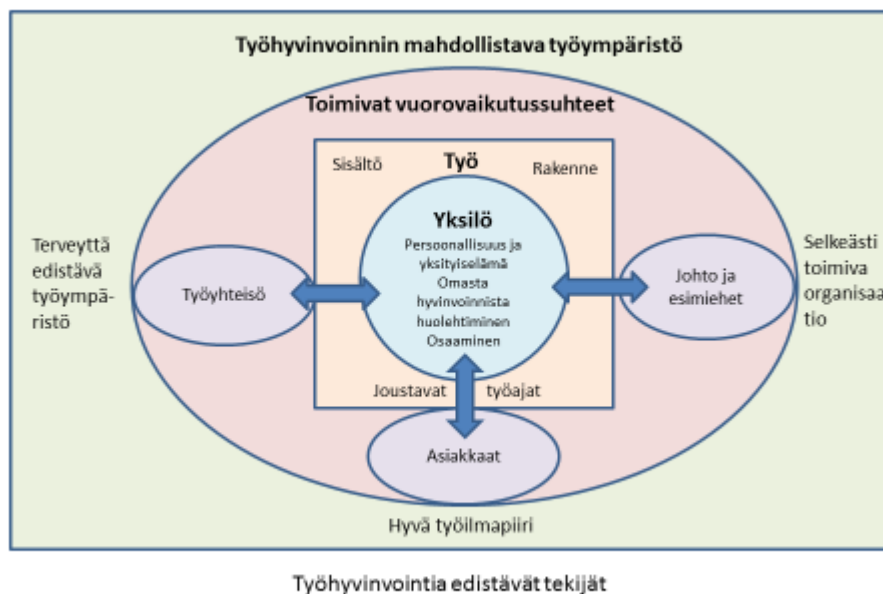 Työhyvinvoinnin mahdollistava työympäristö
Toimivat vuorovaikutussuhteet
Sisältö
Työ
Rakenne
Yksilö
Persoonallisuus ja
yksityiselämä
Omasta
hyvinvoinnista
huolehtiminen
Osaaminen
Terveyttä
edistävä
työympä-
ristö
Työyhteisö
Johto ja
esimiehet
Selkeästi
toimiva
organisaa
tio
Joustavat
työajat
Asiakkaat
Hyvä työilmapiiri
Työhyvinvointia edistävät tekijät